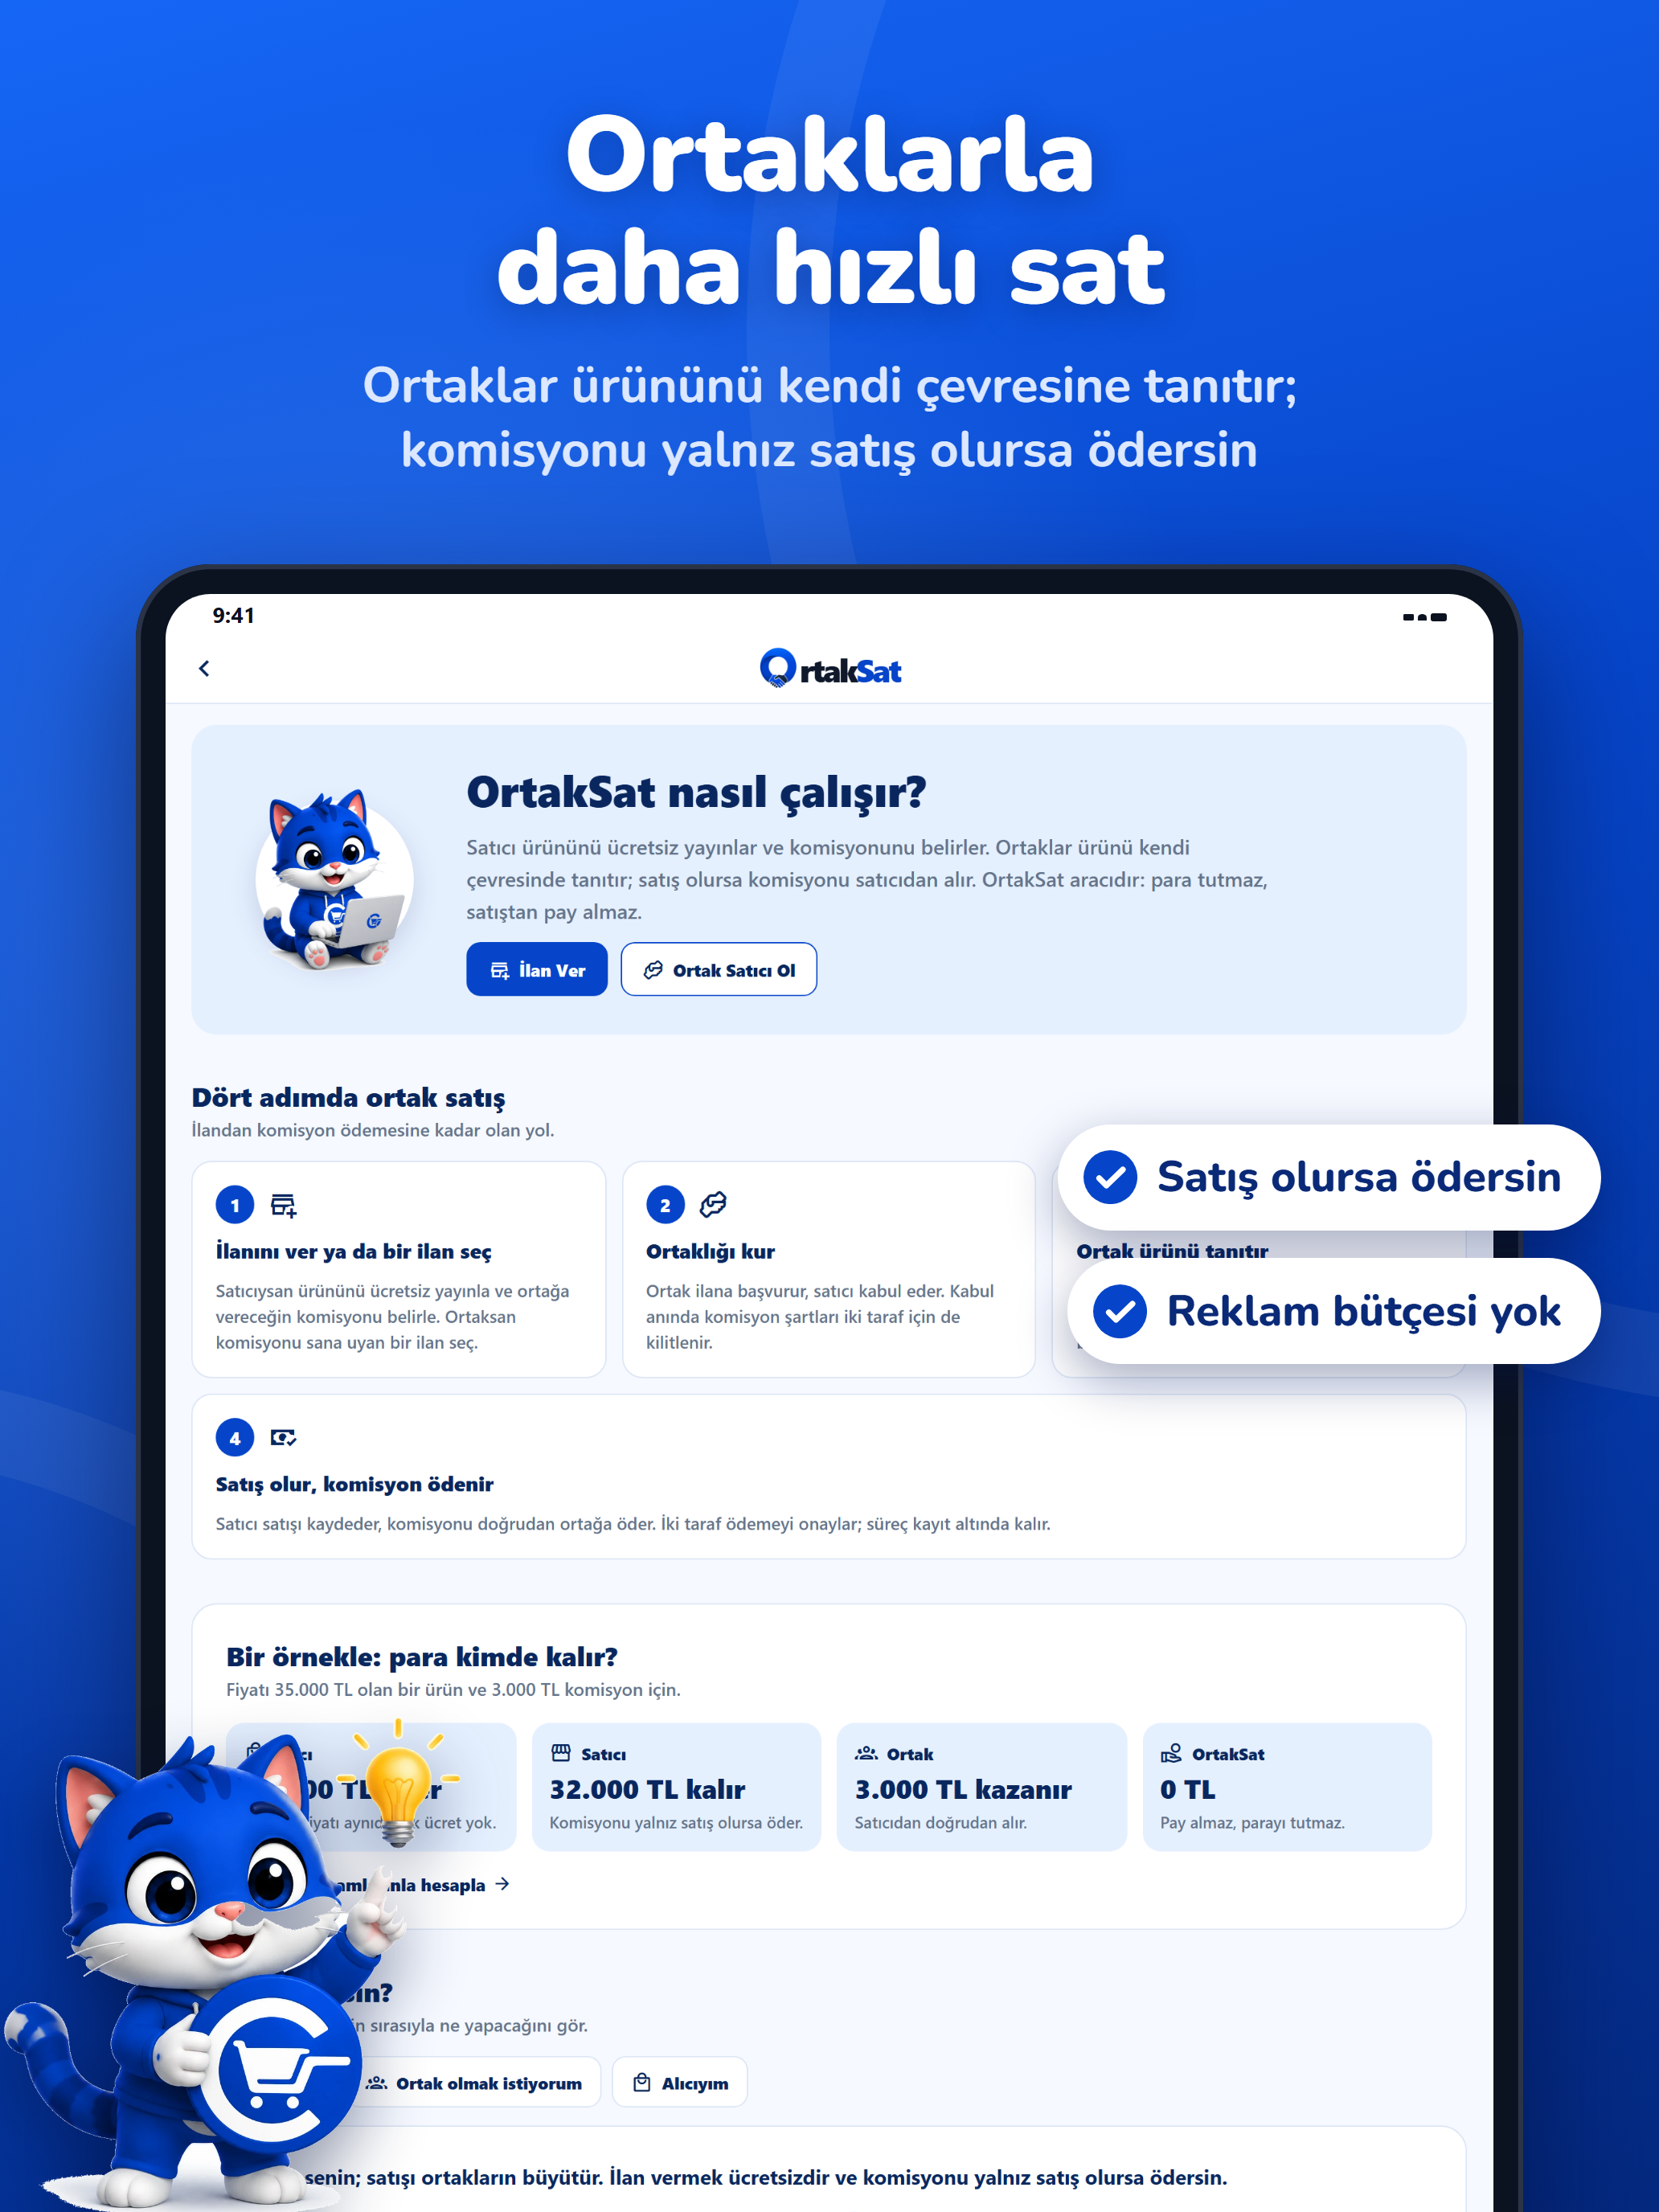 Ortaklarla
daha hızlı sat
Ortaklar ürününü kendi çevresine tanıtır;
komisyonu yalnız satış olursa ödersin
9:41
OrtakSat
OrtakSat nasıl çalışır?
Satıcı ürününü ücretsiz yayınlar ve komisyonunu belirler. Ortaklar ürünü kendi
çevresinde tanıtır; satış olursa komisyonu satıcıdan alır. OrtakSat aracıdır: para tutmaz,
satıştan pay almaz.
İlan Ver
Ortak Satıcı Ol
Dört adımda ortak satış
İlandan komisyon ödemesine kadar olan yol.
1
İlanını ver ya da bir ilan seç
Satıcıysan ürününü ücretsiz yayınla ve ortağa
vereceğin komisyonu belirle. Ortaksan
komisyonu sana uyan bir ilan seç.
2
Ortaklığı kur
Ortak ilana başvurur, satıcı kabul eder. Kabul
anında komisyon şartları iki taraf için de
kilitlenir.
Satış olursa ödersin
Ortak ürünü tanıtır
Reklam bütçesi yok
4
Satış olur, komisyon ödenir
Satıcı satışı kaydeder, komisyonu doğrudan ortağa öder. İki taraf ödemeyi onaylar; süreç kayıt altında kalır.
Bir örnekle: para kimde kalır?
Fiyatı 35.000 TL olan bir ürün ve 3.000 TL komisyon için.
TL
ücret yok.
Satıcı
32.000 TL kalır
Komisyonu yalnız satış olursa öder.
Ortak
3.000 TL kazanır
Satıcıdan doğrudan alır.
OrtakSat
0 TL
Pay almaz, parayı tutmaz.
hesapla
sırasıyla ne yapacağını gör.
Ortak olmak istiyorum
Alıcıyım
senin; satışı ortakların büyütür. İlan vermek ücretsizdir ve komisyonu yalnız satış olursa ödersin.